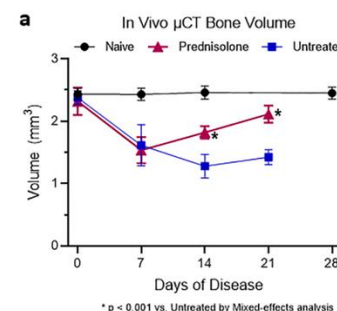 a
In Vivo µCT Bone Volume
Naive Prednisolone Untreate
3
2
1
0
Volume (mm³)
0 7 14 21 28
* *
Days of Disease
* p < 0.001 vs. Untreated by Mixed-effects analysis